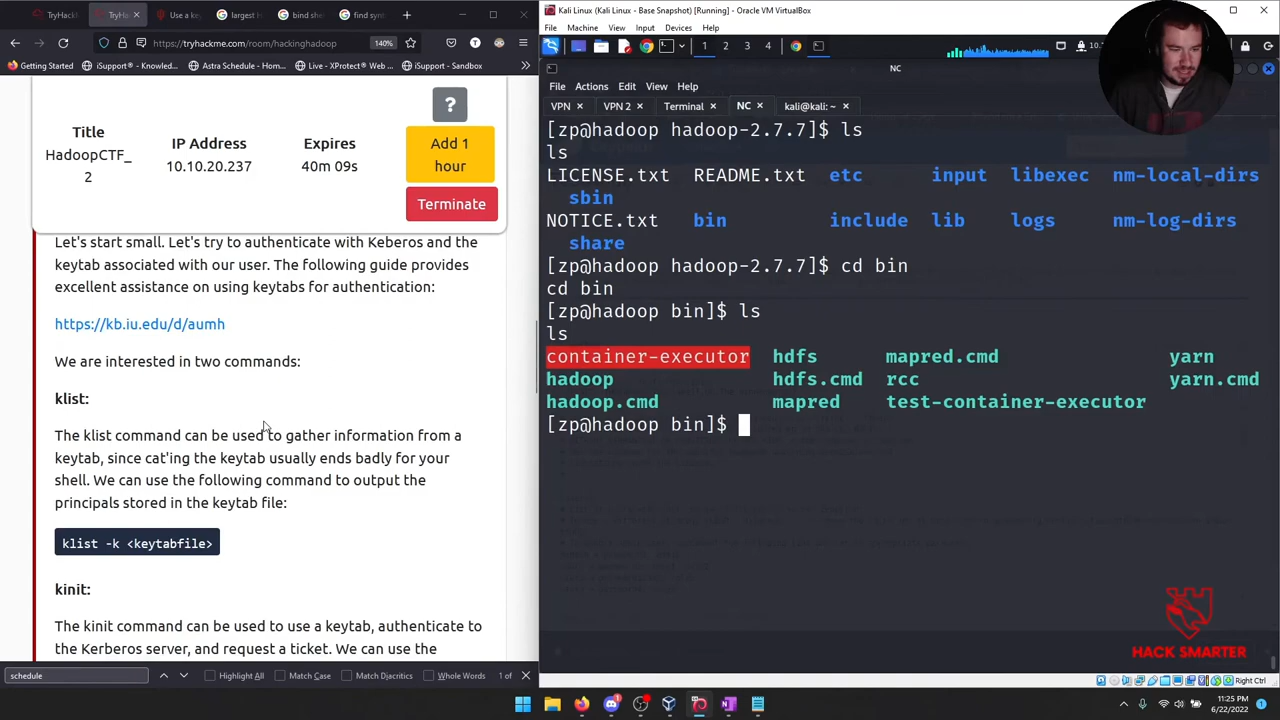 TryHackM
TryHa
Use a key
largest H
bind shel
find sym
https://tryhackme.com/room/hackinghadoop
140%
Getting Started
iSupport® - Knowled...
Astra Schedule - Hom...
Live - XProtect® Web ...
iSupport - Sandbox
Title
HadoopCTF_
2
IP Address
10.10.20.237
Expires
40m 09s
?
Add 1
hour
Terminate
Let's start small. Let's try to authenticate with Keberos and the
keytab associated with our user. The following guide provides
excellent assistance on using keytabs for authentication:
https://kb.iu.edu/d/aumh
We are interested in two commands:
klist:
The klist command can be used to gather information from a
keytab, since cat'ing the keytab usually ends badly for your
shell. We can use the following command to output the
principals stored in the keytab file:
klist -k <keytabfile>
kinit:
The kinit command can be used to use a keytab, authenticate to
the Kerberos server, and request a ticket. We can use the
schedule
Highlight All
Match Case
Match Diacritics
Whole Words
1 of
Kali Linux (Kali Linux - Base Snapshot) [Running] - Oracle VM VirtualBox
File Machine View Input Devices Help
1 2 3 4
NC
File Actions Edit View Help
VPN VPN 2 Terminal NC kali@kali: ~
[zp@hadoop hadoop-2.7.7]$ ls
ls
LICENSE.txt README.txt etc input libexec nm-local-dirs
sbin
NOTICE.txt bin include lib logs nm-log-dirs
share
[zp@hadoop hadoop-2.7.7]$ cd bin
cd bin
[zp@hadoop bin]$ ls
ls
container-executor hdfs mapred.cmd yarn
hadoop hdfs.cmd rcc yarn.cmd
hadoop.cmd mapred test-container-executor
[zp@hadoop bin]$
HACK SMARTER
Right Ctrl
11:25 PM
6/22/2022